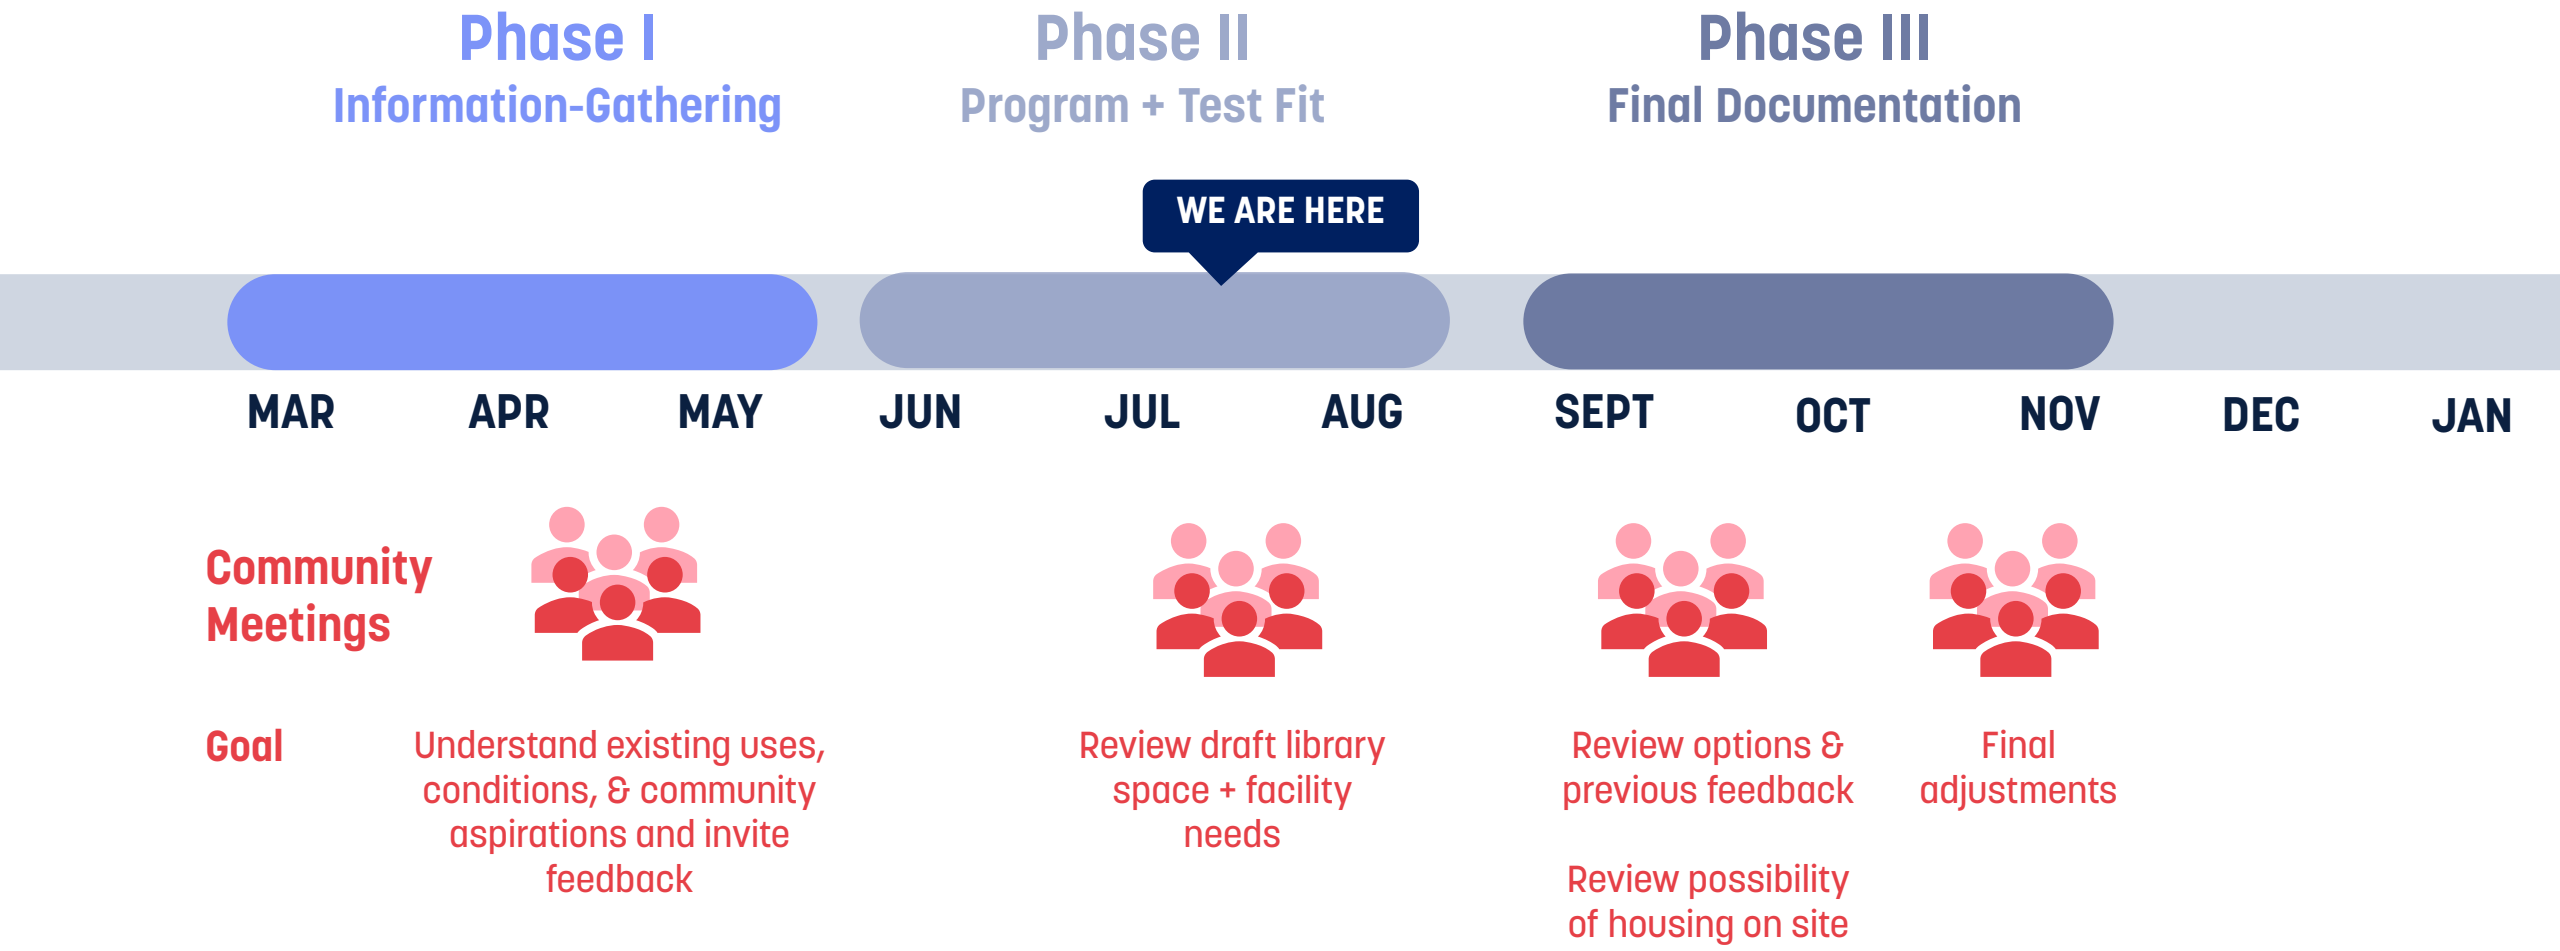 Phase I
Information-Gathering
Phase II
Program + Test Fit
Phase III
Final Documentation
WE ARE HERE
MAR
APR
MAY
JUN
JUL
AUG
SEPT
OCT
NOV
DEC
JAN
Community
Meetings
Goal
Understand existing uses,
conditions, & community
aspirations and invite
feedback
Review draft library
space + facility
needs
Review options &
previous feedback
Review possibility
of housing on site
Final
adjustments